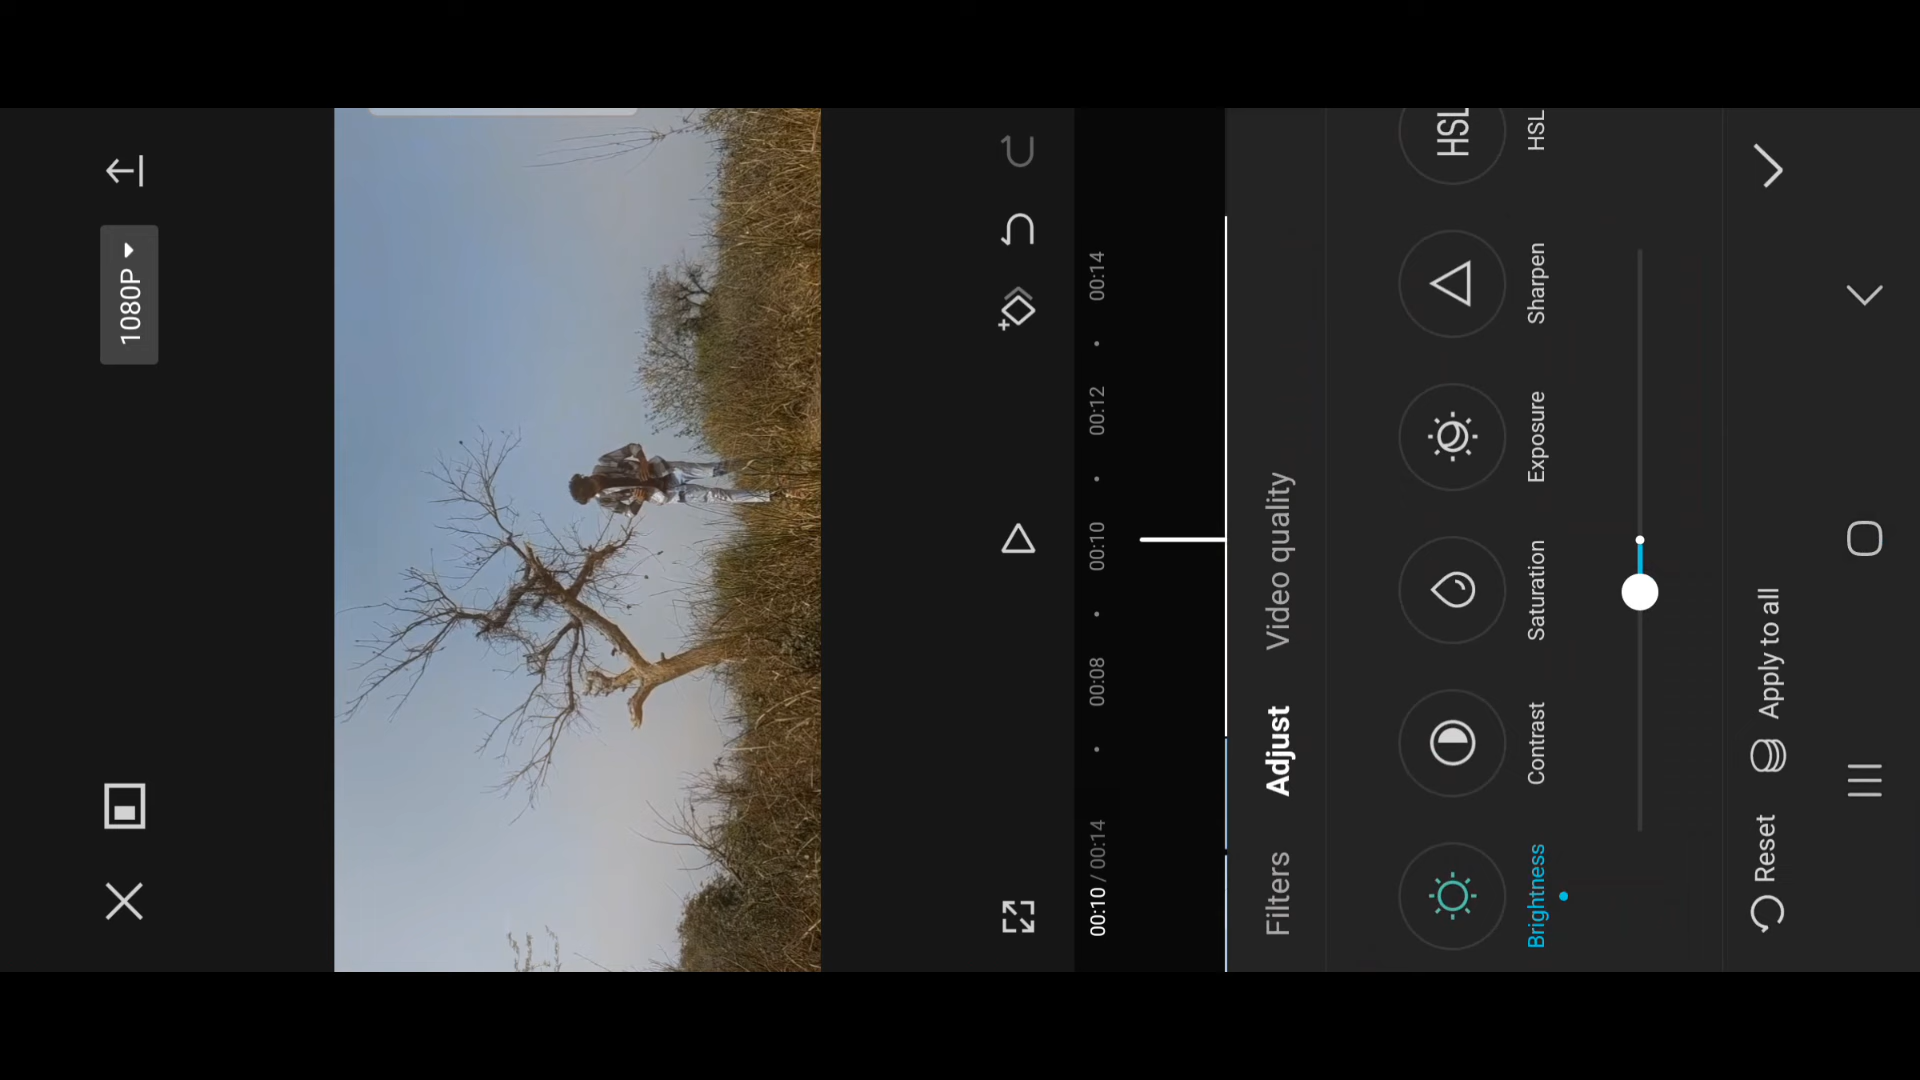 1080P
00:10 / 00:14
00:08
00:10
00:12
00:14
Filters
Adjust
Video quality
HSL
Brightness
Contrast
Saturation
Exposure
Sharpen
HSL
Reset
Apply to all